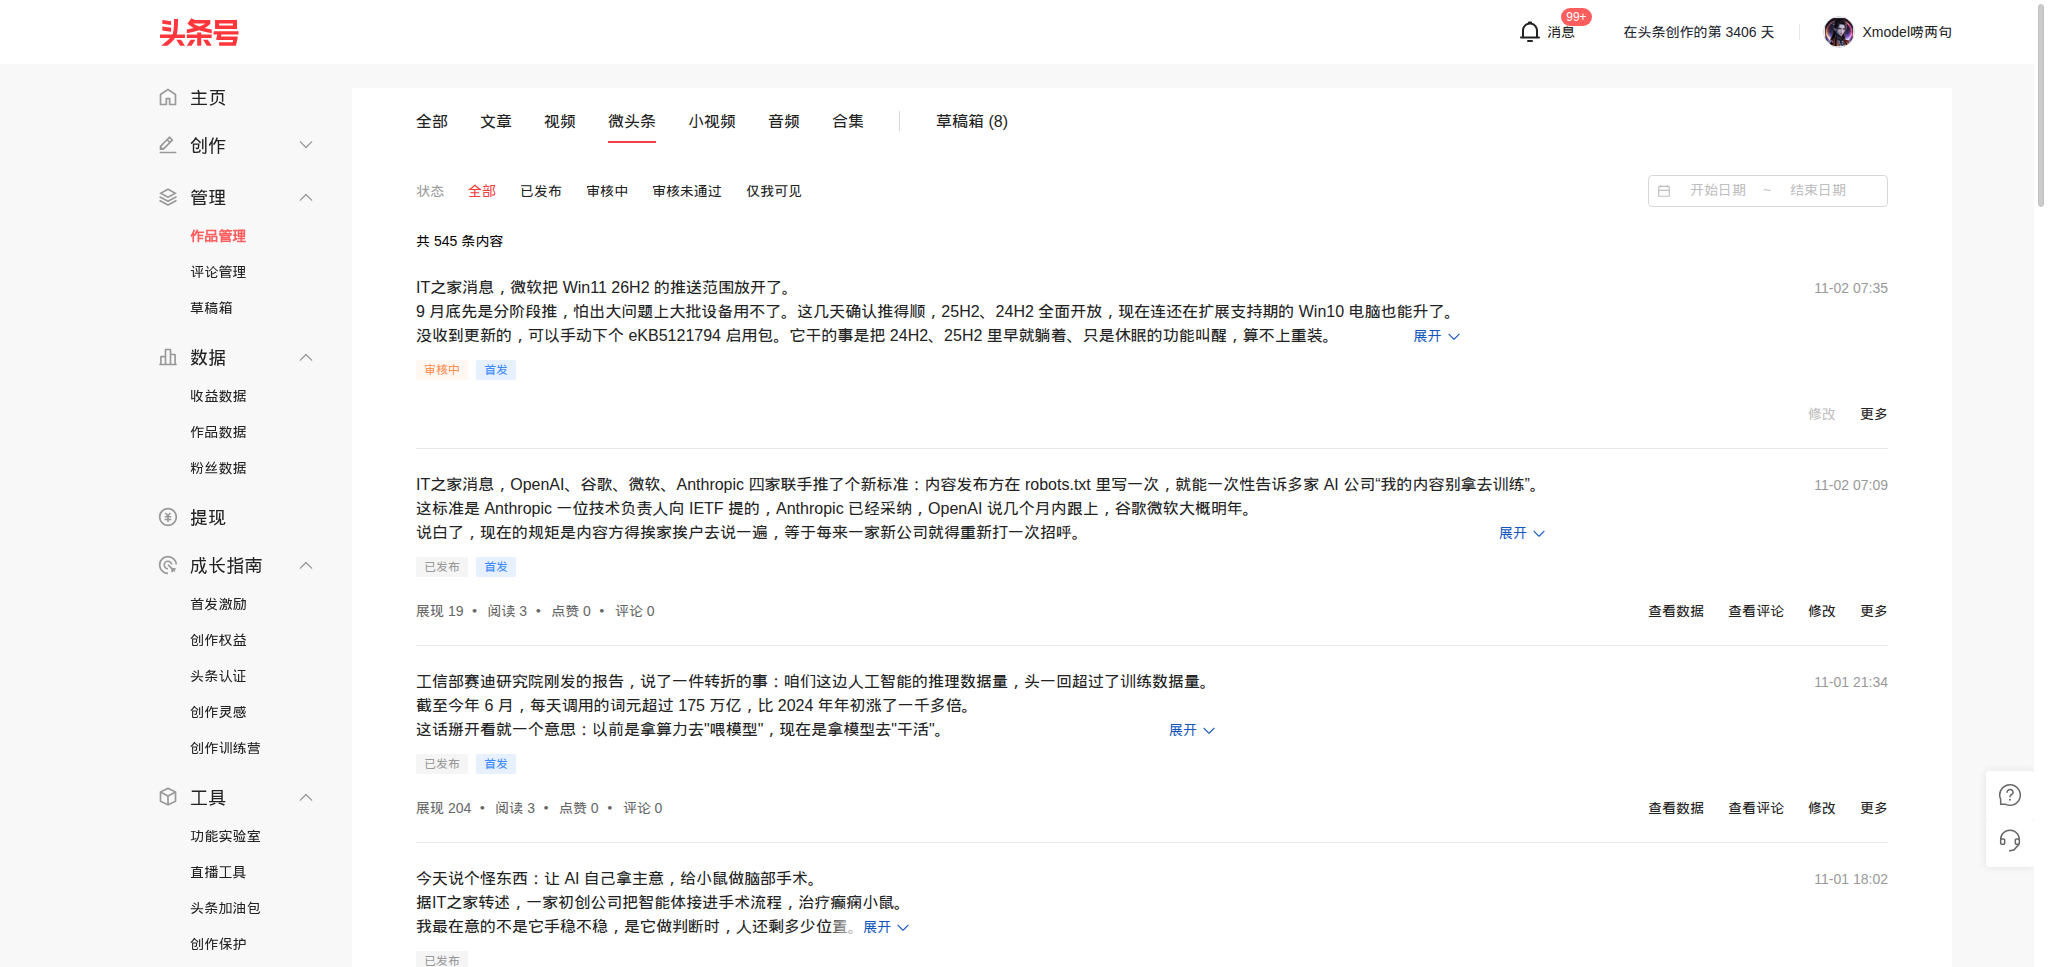 头条号
99+
消息
在头条创作的第 3406 天
Xmodel唠两句
主页
创作
管理
作品管理
评论管理
草稿箱
数据
收益数据
作品数据
粉丝数据
提现
成长指南
首发激励
创作权益
头条认证
创作灵感
创作训练营
工具
功能实验室
直播工具
头条加油包
创作保护
全部 文章 视频 微头条 小视频 音频 合集 草稿箱 (8)
状态 全部 已发布 审核中 审核未通过 仅我可见
开始日期 ~ 结束日期
共 545 条内容
IT之家消息，微软把 Win11 26H2 的推送范围放开了。
11-02 07:35
9 月底先是分阶段推，怕出大问题上大批设备用不了。这几天确认推得顺，25H2、24H2 全面开放，现在连还在扩展支持期的 Win10 电脑也能升了。
没收到更新的，可以手动下个 eKB5121794 启用包。它干的事是把 24H2、25H2 里早就躺着、只是休眠的功能叫醒，算不上重装。
展开
审核中 首发
修改 更多
IT之家消息，OpenAI、谷歌、微软、Anthropic 四家联手推了个新标准：内容发布方在 robots.txt 里写一次，就能一次性告诉多家 AI 公司“我的内容别拿去训练”。
11-02 07:09
这标准是 Anthropic 一位技术负责人向 IETF 提的，Anthropic 已经采纳，OpenAI 说几个月内跟上，谷歌微软大概明年。
说白了，现在的规矩是内容方得挨家挨户去说一遍，等于每来一家新公司就得重新打一次招呼。
展开
已发布 首发
展现 19 • 阅读 3 • 点赞 0 • 评论 0
查看数据 查看评论 修改 更多
工信部赛迪研究院刚发的报告，说了一件转折的事：咱们这边人工智能的推理数据量，头一回超过了训练数据量。
11-01 21:34
截至今年 6 月，每天调用的词元超过 175 万亿，比 2024 年年初涨了一千多倍。
这话掰开看就一个意思：以前是拿算力去"喂模型"，现在是拿模型去"干活"。
展开
已发布 首发
展现 204 • 阅读 3 • 点赞 0 • 评论 0
查看数据 查看评论 修改 更多
今天说个怪东西：让 AI 自己拿主意，给小鼠做脑部手术。
11-01 18:02
据IT之家转述，一家初创公司把智能体接进手术流程，治疗癫痫小鼠。
我最在意的不是它手稳不稳，是它做判断时，人还剩多少位置。
展开
已发布